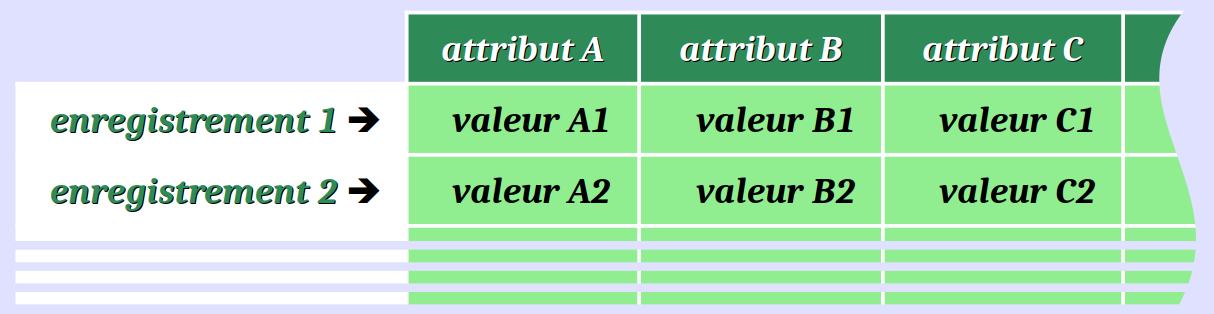 attribut A attribut B attribut C
enregistrement 1 ➔ valeur A1 valeur B1 valeur C1
enregistrement 2 ➔ valeur A2 valeur B2 valeur C2